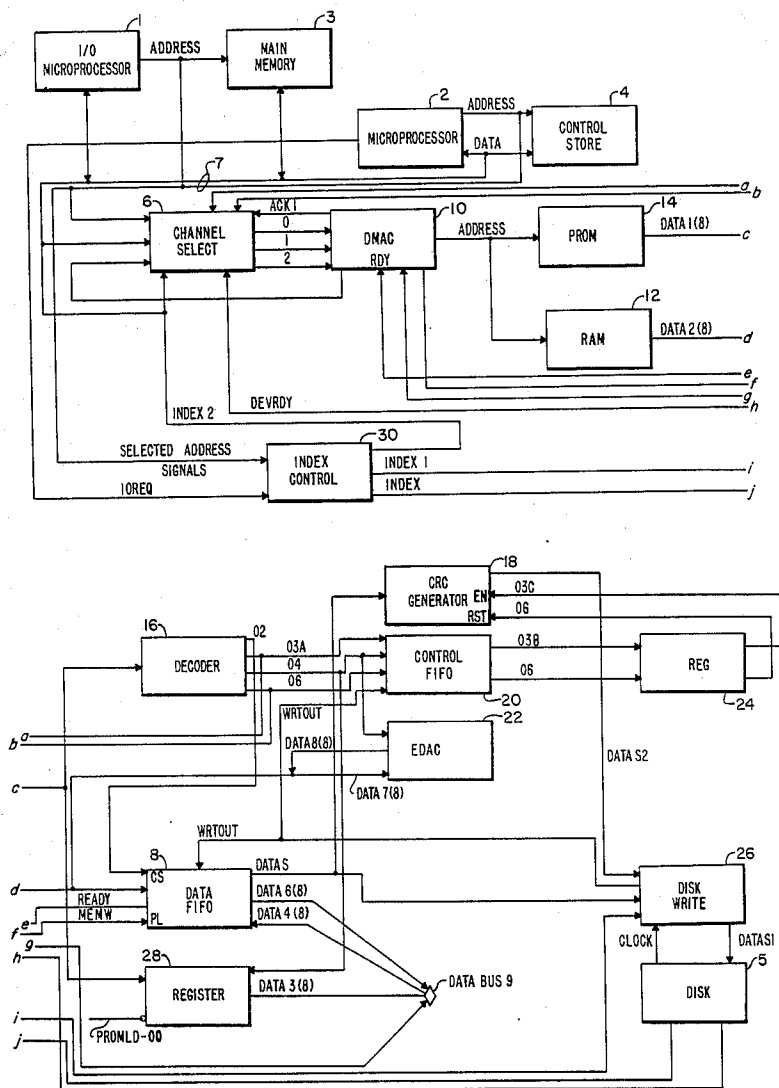 1
I/O
MICROPROCESSOR
ADDRESS
3
MAIN
MEMORY
2
MICROPROCESSOR
ADDRESS
DATA
4
CONTROL
STORE
7
a
b
6
CHANNEL
SELECT
ACK 1
0
1
2
10
DMAC
RDY
ADDRESS
14
PROM
DATA 1(8)
c
12
RAM
DATA 2(8)
d
e
f
g
h
INDEX 2
DEVRDY
30
SELECTED ADDRESS
SIGNALS
IOREQ
INDEX
CONTROL
INDEX 1
i
INDEX
j
18
CRC
GENERATOR
EN
RST
03C
06
16
DECODER
02
03A
04
06
CONTROL
FIFO
20
03B
06
REG
24
WRTOUT
22
EDAC
a
b
c
DATA 8(8)
DATA 7(8)
DATA S2
WRTOUT
8
CS
DATA
FIFO
PL
d
READY
e
MEMW
f
g
h
DATA S
DATA 6(8)
DATA 4(8)
26
DISK
WRITE
CLOCK
DATAS1
5
DISK
28
REGISTER
DATA 3(8)
DATA BUS 9
PROMLD-00
i
j